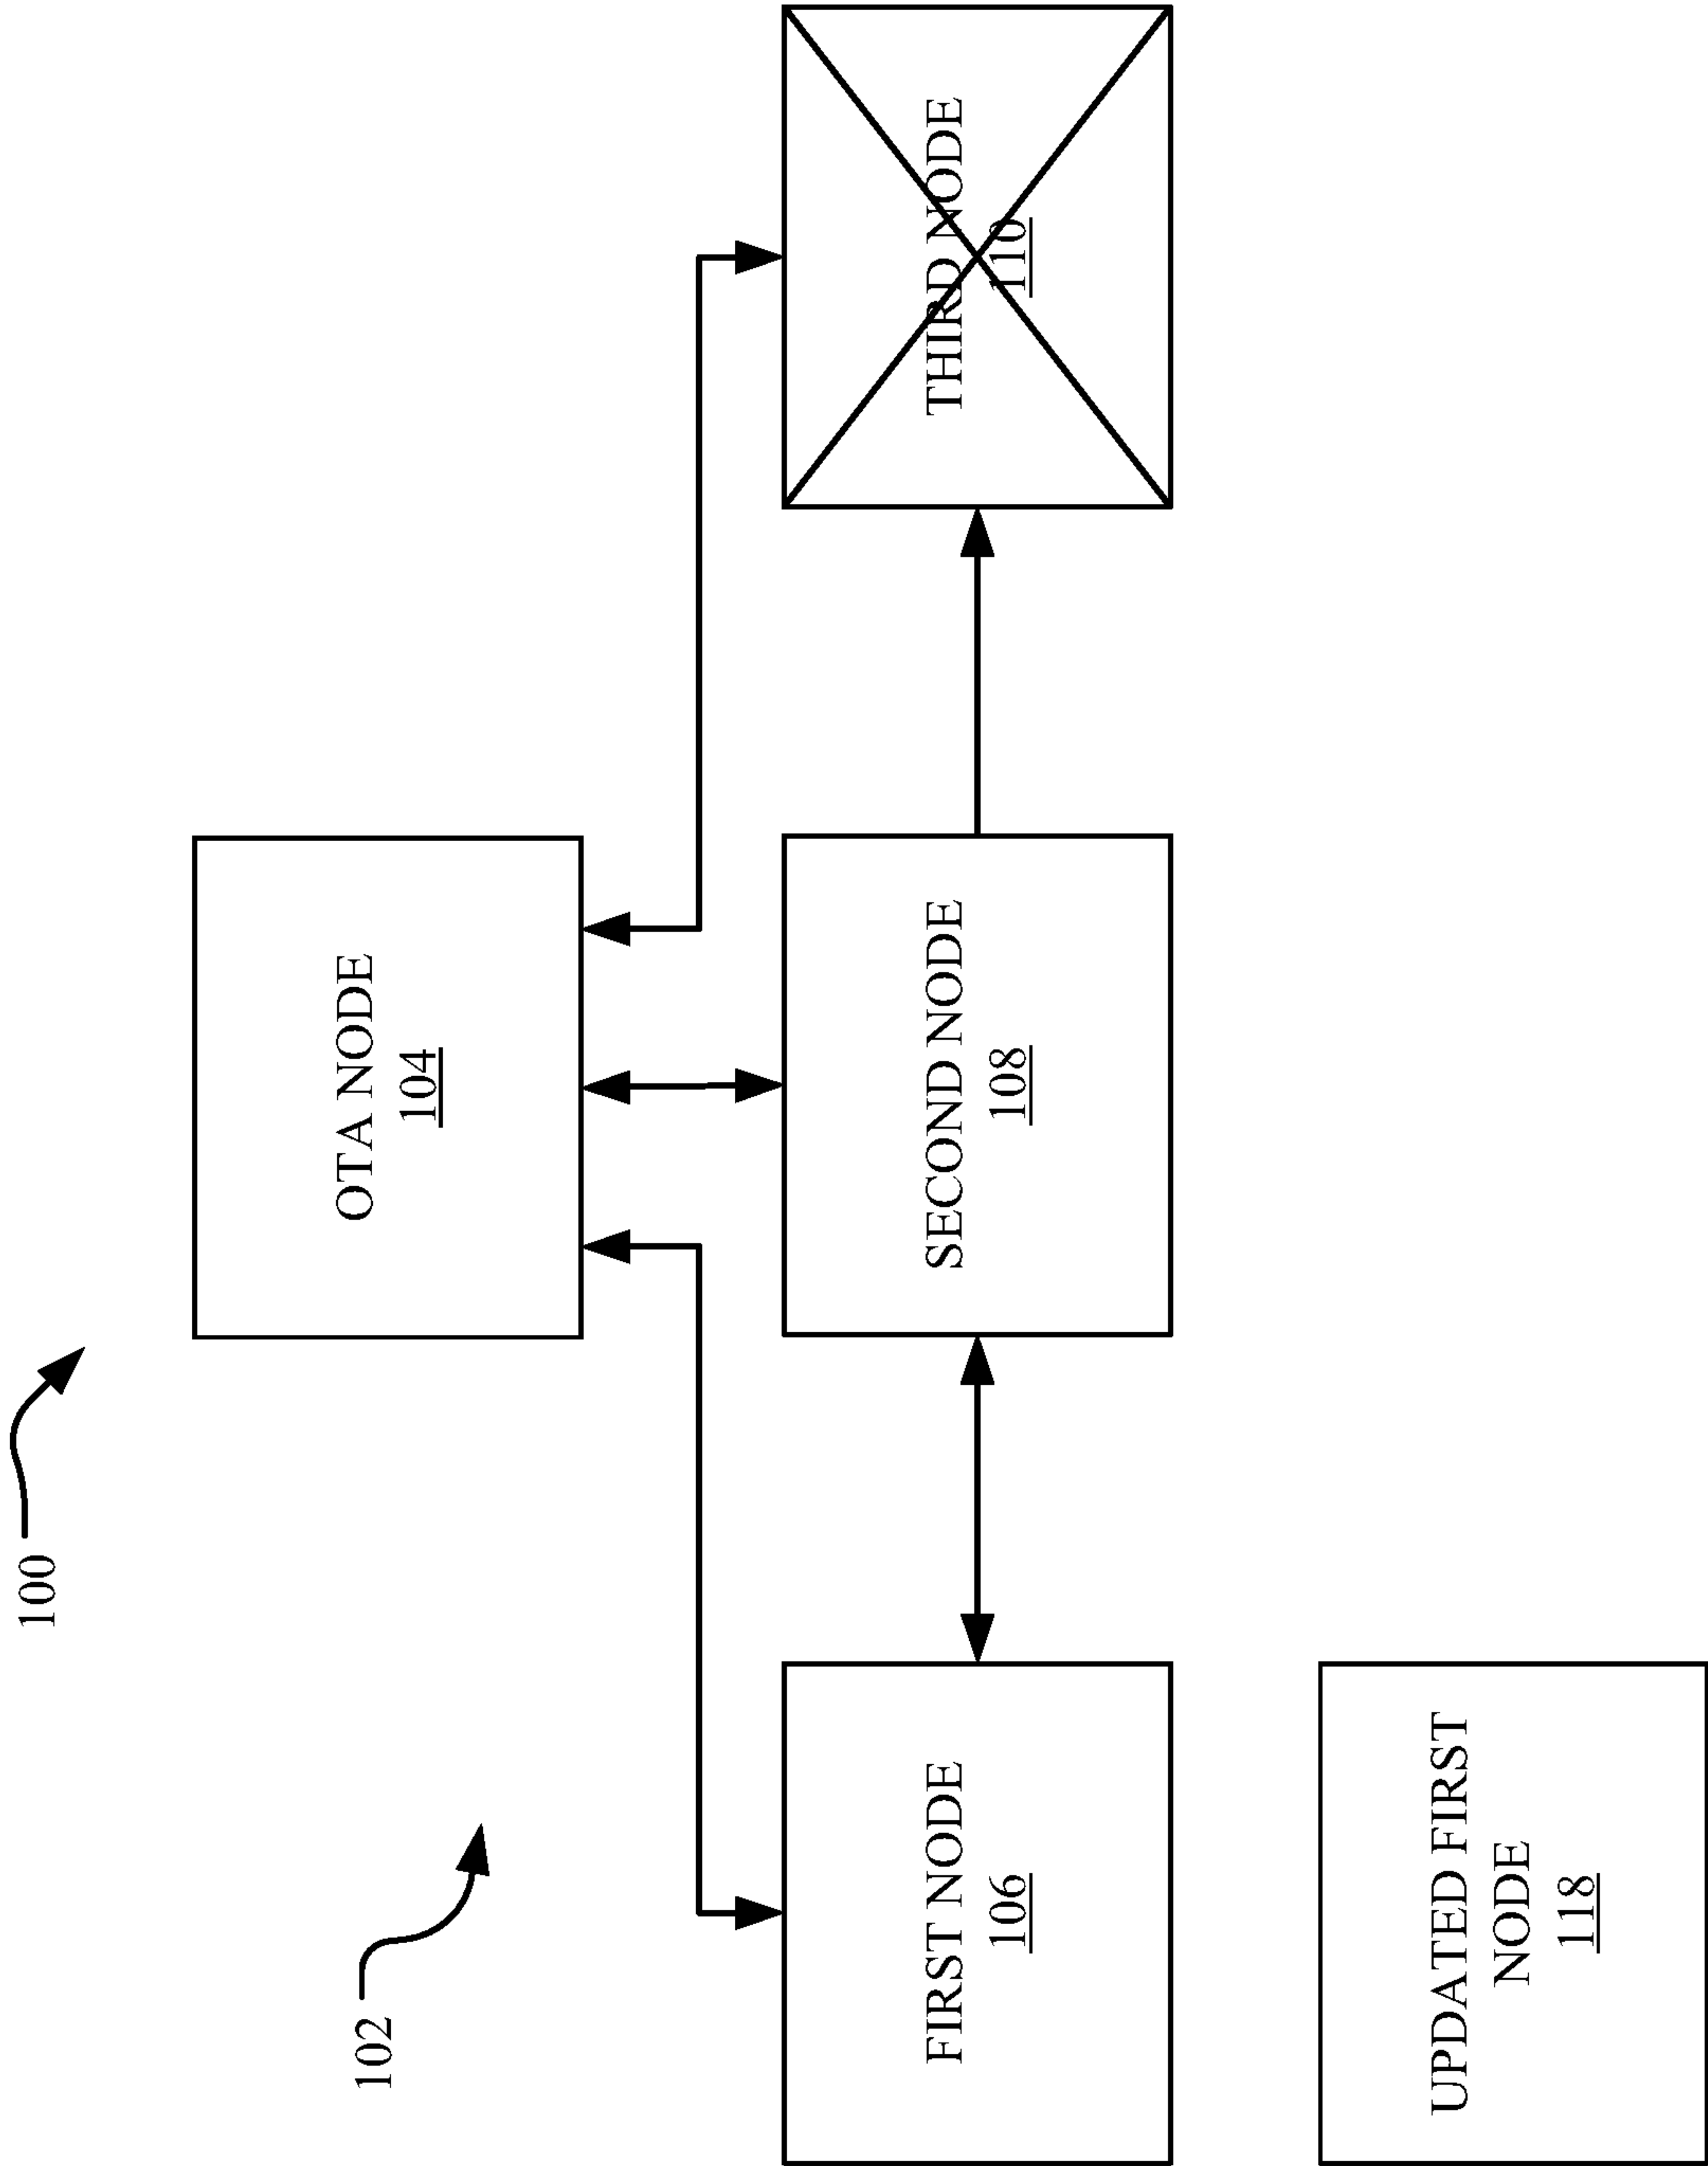 100
102
OTA NODE
104
FIRST NODE
106
SECOND NODE
108
THIRD NODE
110
UPDATED FIRST
NODE
118